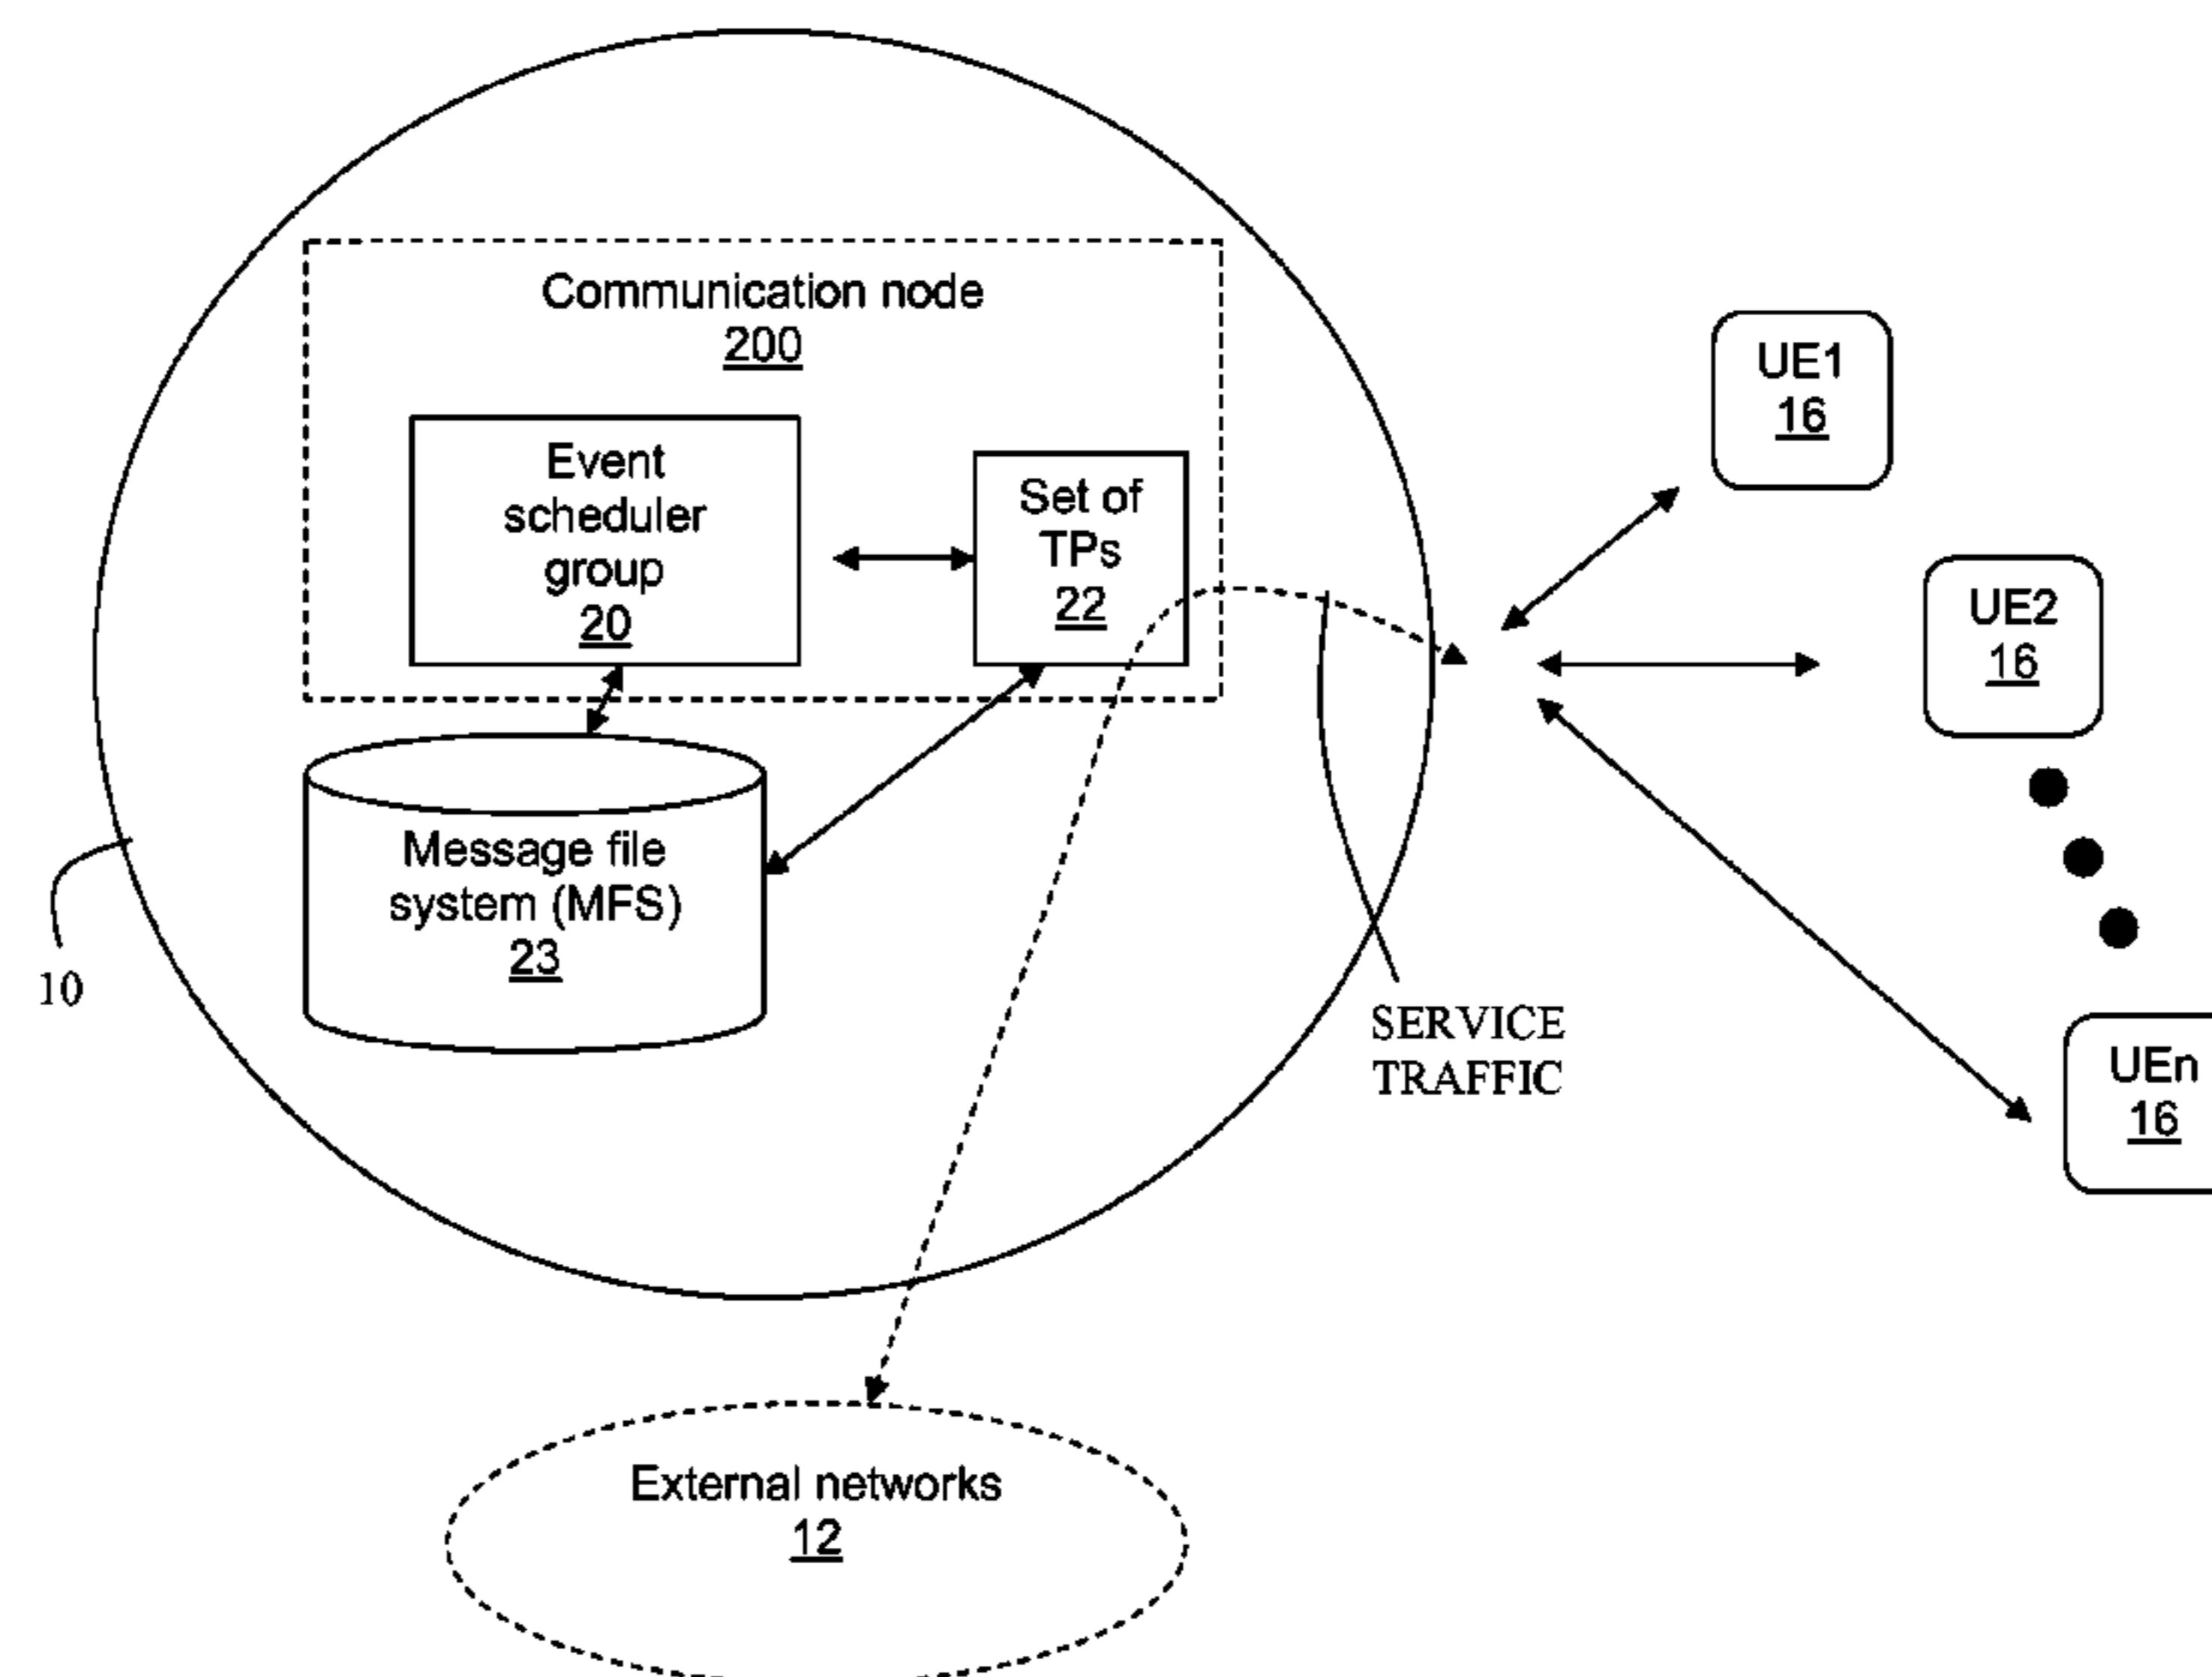 Communication node
200
Event
scheduler
group
20
Set of
TPs
22
Message file
system (MFS)
23
10
SERVICE
TRAFFIC
UE1
16
UE2
16
UEn
16
External networks
12